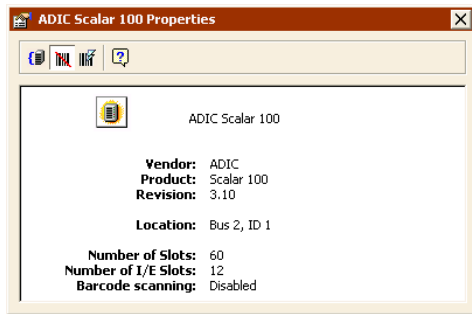 ADIC Scalar 100 Properties
ADIC Scalar 100
Vendor: ADIC
Product: Scalar 100
Revision: 3.10
Location: Bus 2, ID 1
Number of Slots: 60
Number of I/E Slots: 12
Barcode scanning: Disabled